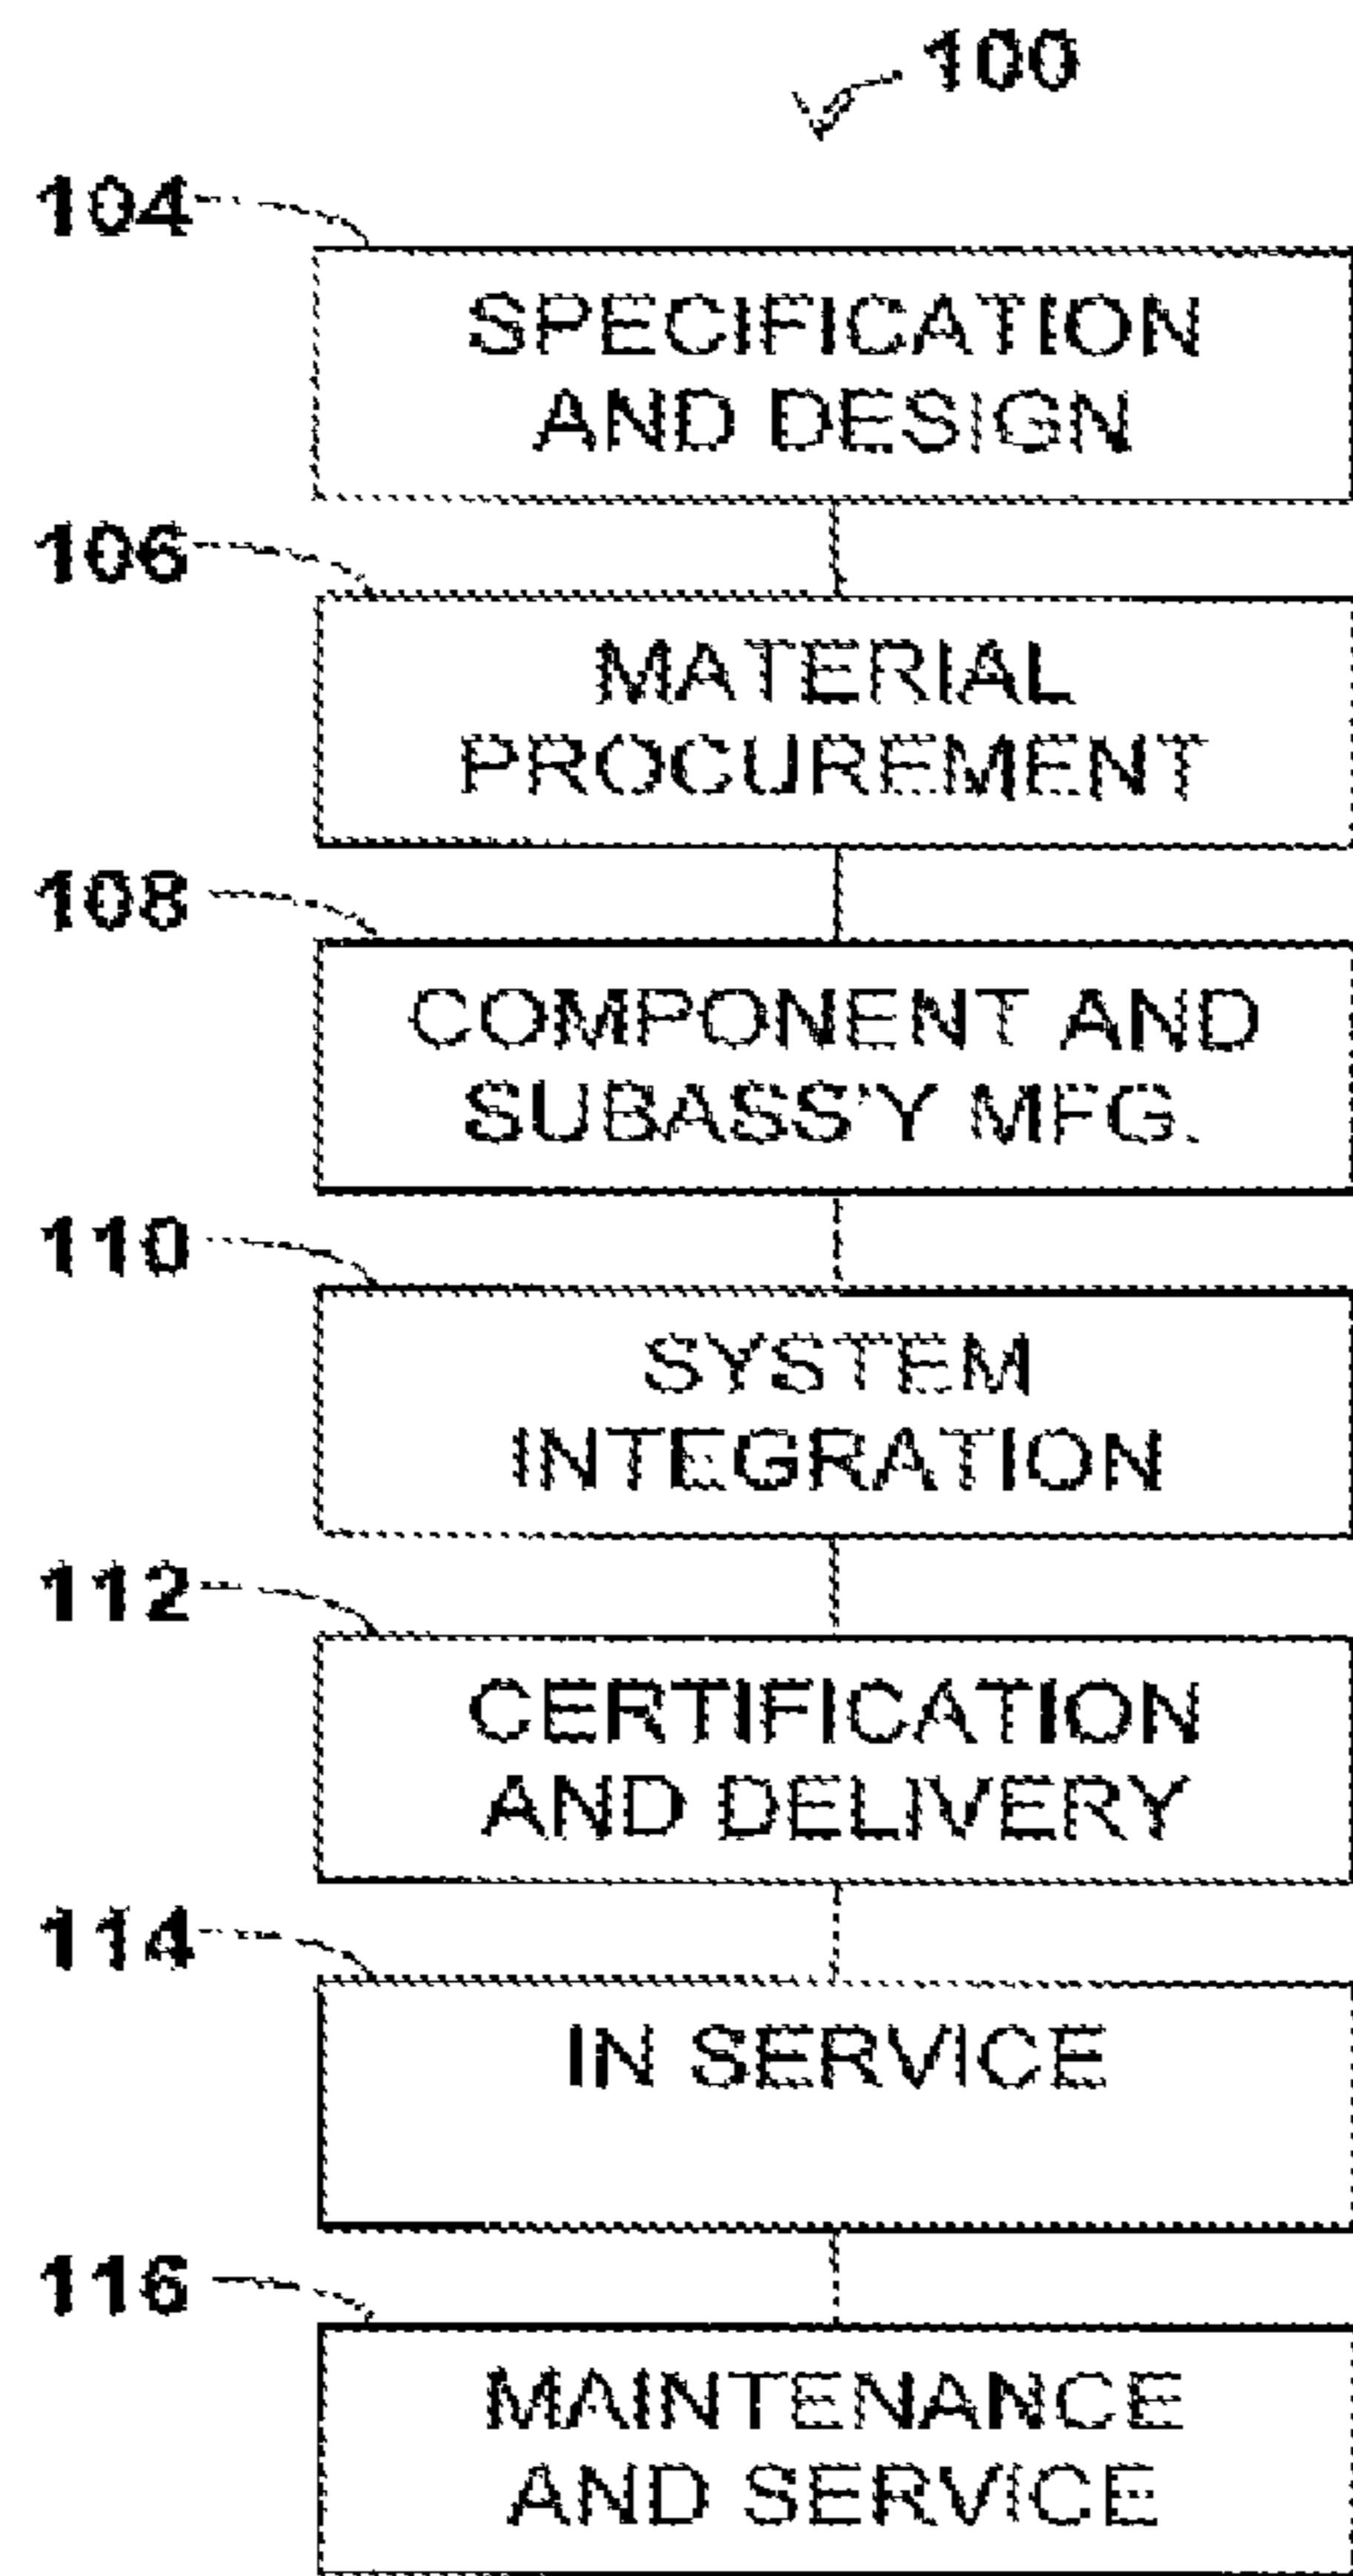 100
104
SPECIFICATION
AND DESIGN
106
MATERIAL
PROCUREMENT
108
COMPONENT AND
SUBASS'Y MFG.
110
SYSTEM
INTEGRATION
112
CERTIFICATION
AND DELIVERY
114
IN SERVICE
116
MAINTENANCE
AND SERVICE